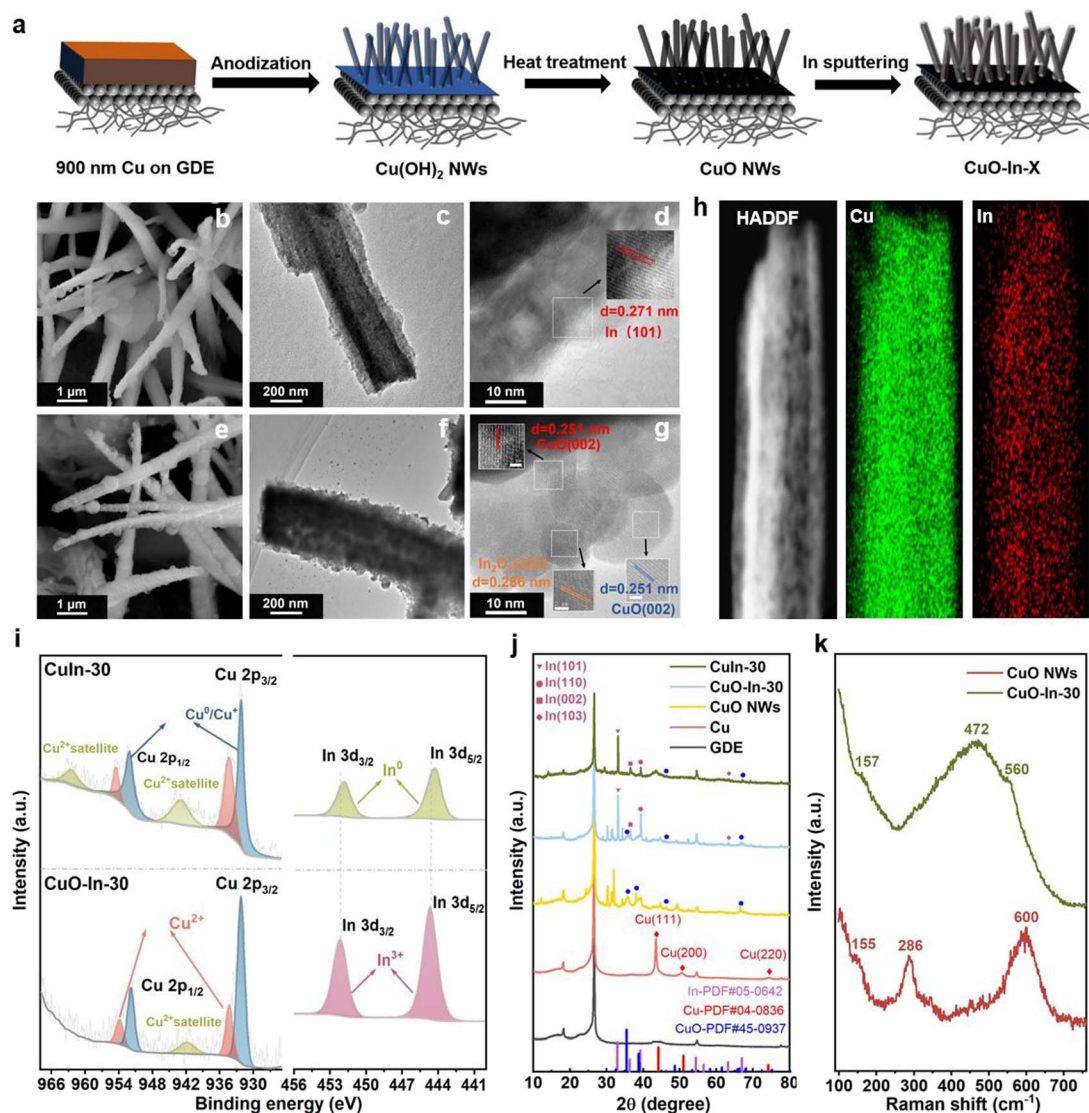 a
Anodization
Heat treatment
In sputtering
900 nm Cu on GDE
Cu(OH)₂ NWs
CuO NWs
CuO-In-X
b
1 µm
c
200 nm
d
d=0.271 nm
In (101)
10 nm
h
HADDF
Cu
In
e
1 µm
f
200 nm
g
d=0.251 nm
CuO(002)
d=0.286 nm
d=0.251 nm
CuO(002)
10 nm
i
CuIn-30
Cu 2p₃/₂
Cu⁰/Cu⁺
Cu²⁺satellite
Cu 2p₁/₂
Cu²⁺satellite
In 3d₃/₂
In 3d₅/₂
In⁰
CuO-In-30
Cu 2p₃/₂
Cu²⁺
Cu 2p₁/₂
Cu²⁺satellite
In 3d₃/₂
In 3d₅/₂
In³⁺
Intensity (a.u.)
966 960 954 948 942 936 930
456 453 450 447 444 441
Binding energy (eV)
j
In(101)
In(110)
In(002)
In(103)
CuIn-30
CuO-In-30
CuO NWs
Cu
GDE
Cu(111)
Cu(200)
Cu(220)
In-PDF#05-0642
Cu-PDF#04-0836
CuO-PDF#45-0937
Intensity (a.u.)
10 20 30 40 50 60 70 80
2θ (degree)
k
CuO NWs
CuO-In-30
157
472
560
155
286
600
Intensity (a.u.)
100 200 300 400 500 600 700
Raman shift (cm⁻¹)